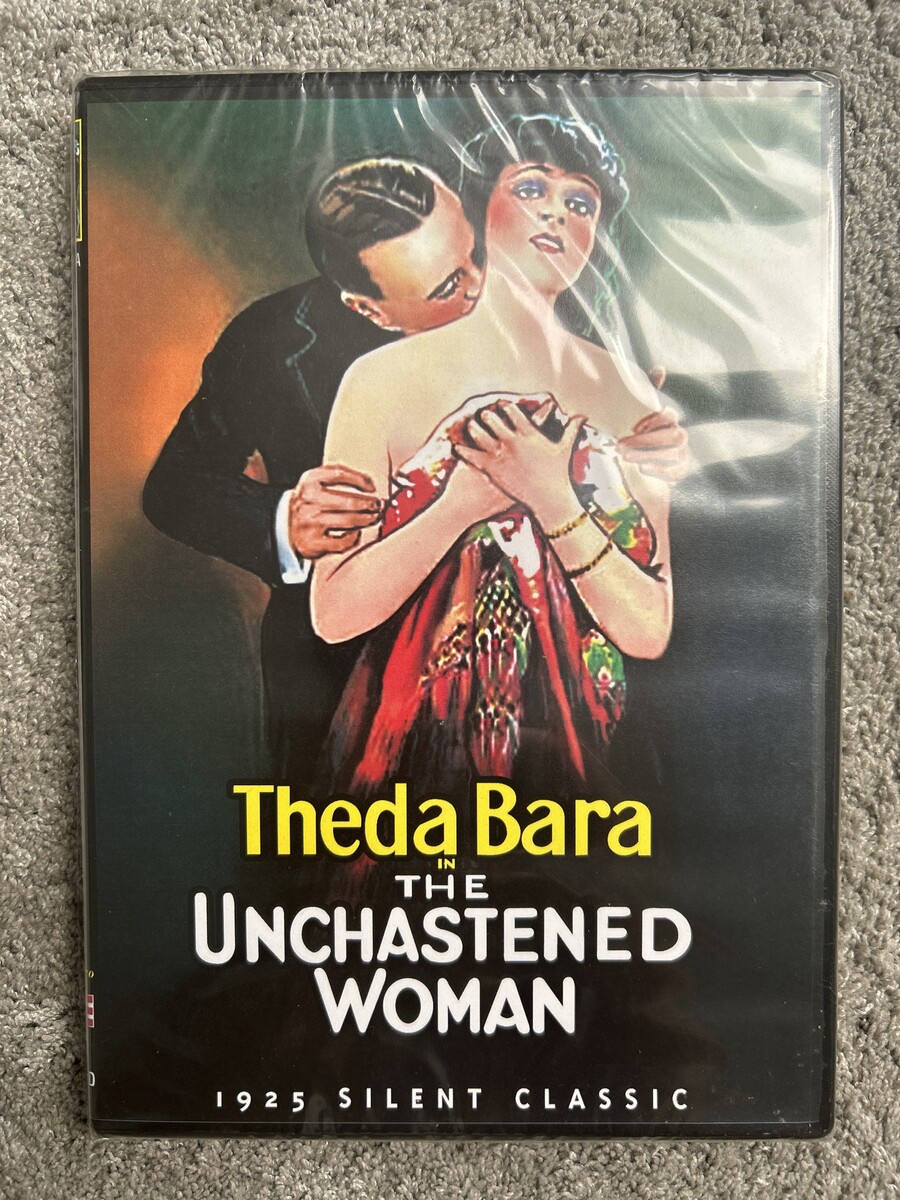 Theda Bara
IN
THE
UNCHASTENED
WOMAN
1925 SILENT CLASSIC